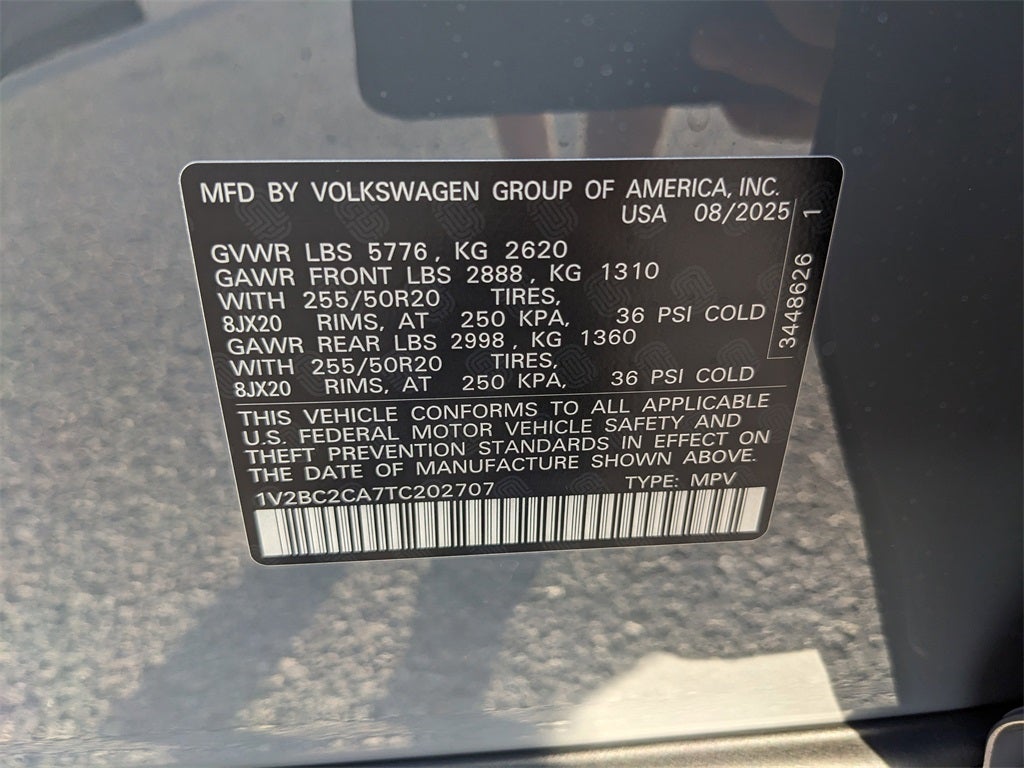 MFD BY VOLKSWAGEN GROUP OF AMERICA, INC.
USA 08/2025
GVWR LBS 5776, KG 2620
GAWR FRONT LBS 2888, KG 1310
WITH 255/50R20 TIRES,
8JX20 RIMS, AT 250 KPA, 36 PSI COLD
GAWR REAR LBS 2998, KG 1360
WITH 255/50R20 TIRES,
8JX20 RIMS, AT 250 KPA, 36 PSI COLD
THIS VEHICLE CONFORMS TO ALL APPLICABLE
U.S. FEDERAL MOTOR VEHICLE SAFETY AND
THEFT PREVENTION STANDARDS IN EFFECT ON
THE DATE OF MANUFACTURE SHOWN ABOVE.
1V2BC2CA7TC202707 TYPE: MPV
3448626 1